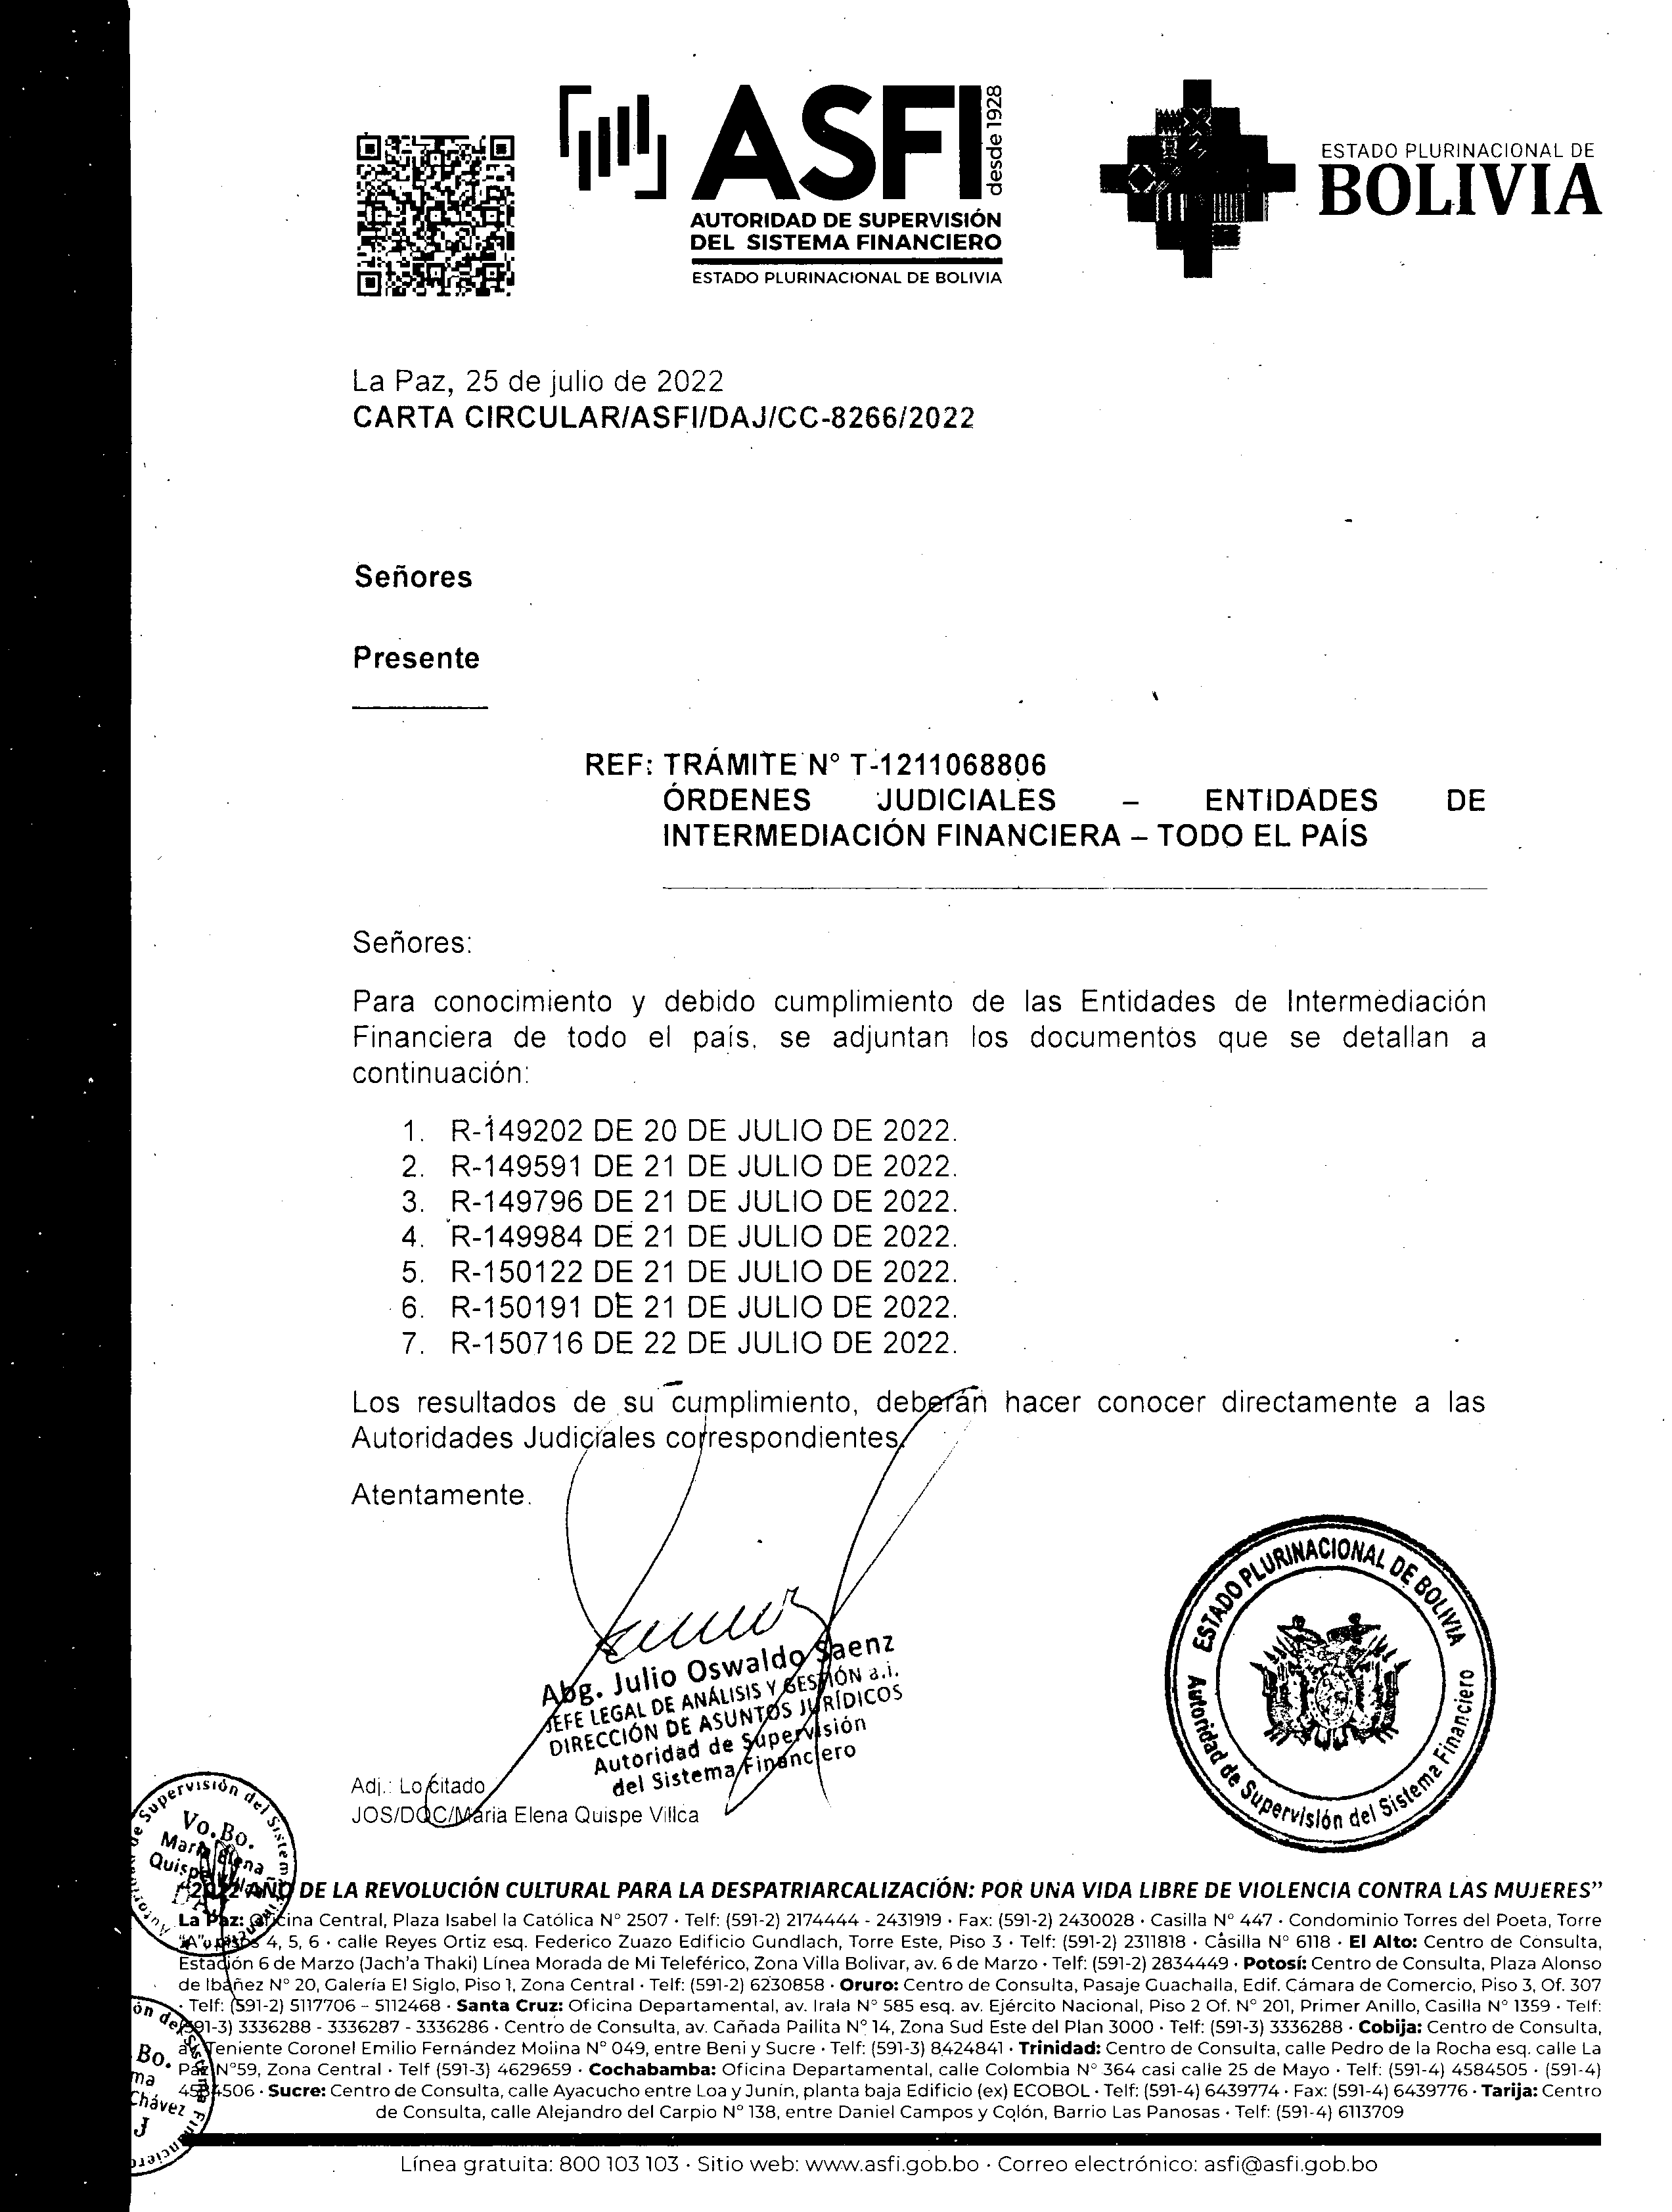 ASFI
desde 1928
AUTORIDAD DE SUPERVISIÓN
DEL SISTEMA FINANCIERO
ESTADO PLURINACIONAL DE BOLIVIA
ESTADO PLURINACIONAL DE
BOLIVIA
La Paz, 25 de julio de 2022
CARTA CIRCULAR/ASFI/DAJ/CC-8266/2022
Señores
Presente
REF: TRÁMITE N° T-1211068806
ÓRDENES JUDICIALES – ENTIDADES DE
INTERMEDIACIÓN FINANCIERA – TODO EL PAÍS
Señores:
Para conocimiento y debido cumplimiento de las Entidades de Intermediación
Financiera de todo el país, se adjuntan los documentos que se detallan a
continuación:
1. R-149202 DE 20 DE JULIO DE 2022.
2. R-149591 DE 21 DE JULIO DE 2022.
3. R-149796 DE 21 DE JULIO DE 2022.
4. R-149984 DE 21 DE JULIO DE 2022.
5. R-150122 DE 21 DE JULIO DE 2022.
6. R-150191 DE 21 DE JULIO DE 2022.
7. R-150716 DE 22 DE JULIO DE 2022.
Los resultados de su cumplimiento, deberán hacer conocer directamente a las
Autoridades Judiciales correspondientes.
Atentamente.
Abg. Julio Oswaldo Saenz
JEFE LEGAL DE ANÁLISIS Y GESTIÓN a.i.
DIRECCIÓN DE ASUNTOS JURÍDICOS
Autoridad de Supervisión
del Sistema Financiero
ESTADO PLURINACIONAL DE BOLIVIA
Autoridad de Supervisión del Sistema Financiero
Adj.: Lo citado
JOS/DQC/Maria Elena Quispe Villca
Supervisión del Sistema
Vo.Bo.
Maria Elena
Quispe
"2022 AÑO DE LA REVOLUCIÓN CULTURAL PARA LA DESPATRIARCALIZACIÓN: POR UNA VIDA LIBRE DE VIOLENCIA CONTRA LAS MUJERES"
La Paz: Oficina Central, Plaza Isabel la Católica N° 2507 · Telf: (591-2) 2174444 - 2431919 · Fax: (591-2) 2430028 · Casilla N° 447 · Condominio Torres del Poeta, Torre
"A", pisos 4, 5, 6 · calle Reyes Ortiz esq. Federico Zuazo Edificio Gundlach, Torre Este, Piso 3 · Telf: (591-2) 2311818 · Casilla N° 6118 · El Alto: Centro de Consulta,
Estación 6 de Marzo (Jach'a Thaki) Línea Morada de Mi Teleférico, Zona Villa Bolivar, av. 6 de Marzo · Telf: (591-2) 2834449 · Potosí: Centro de Consulta, Plaza Alonso
de Ibáñez N° 20, Galería El Siglo, Piso 1, Zona Central · Telf: (591-2) 6230858 · Oruro: Centro de Consulta, Pasaje Guachalla, Edif. Cámara de Comercio, Piso 3, Of. 307
· Telf: (591-2) 5117706 – 5112468 · Santa Cruz: Oficina Departamental, av. Irala N° 585 esq. av. Ejército Nacional, Piso 2 Of. N° 201, Primer Anillo, Casilla N° 1359 · Telf:
(591-3) 3336288 - 3336287 - 3336286 · Centro de Consulta, av. Cañada Pailita N° 14, Zona Sud Este del Plan 3000 · Telf: (591-3) 3336288 · Cobija: Centro de Consulta,
av. Teniente Coronel Emilio Fernández Molina N° 049, entre Beni y Sucre · Telf: (591-3) 8424841 · Trinidad: Centro de Consulta, calle Pedro de la Rocha esq. calle La
Paz N°59, Zona Central · Telf (591-3) 4629659 · Cochabamba: Oficina Departamental, calle Colombia N° 364 casi calle 25 de Mayo · Telf: (591-4) 4584505 · (591-4)
4584506 · Sucre: Centro de Consulta, calle Ayacucho entre Loa y Junín, planta baja Edificio (ex) ECOBOL · Telf: (591-4) 6439774 · Fax: (591-4) 6439776 · Tarija: Centro
de Consulta, calle Alejandro del Carpio N° 138, entre Daniel Campos y Colón, Barrio Las Panosas · Telf: (591-4) 6113709
Bo.
Chávez
J
Línea gratuita: 800 103 103 · Sitio web: www.asfi.gob.bo · Correo electrónico: asfi@asfi.gob.bo